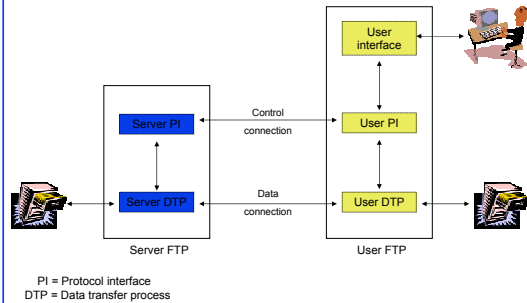 User
interface
Control
connection
Server PI
User PI
Data
connection
Server DTP
User DTP
Server FTP
User FTP
PI = Protocol interface
DTP = Data transfer process